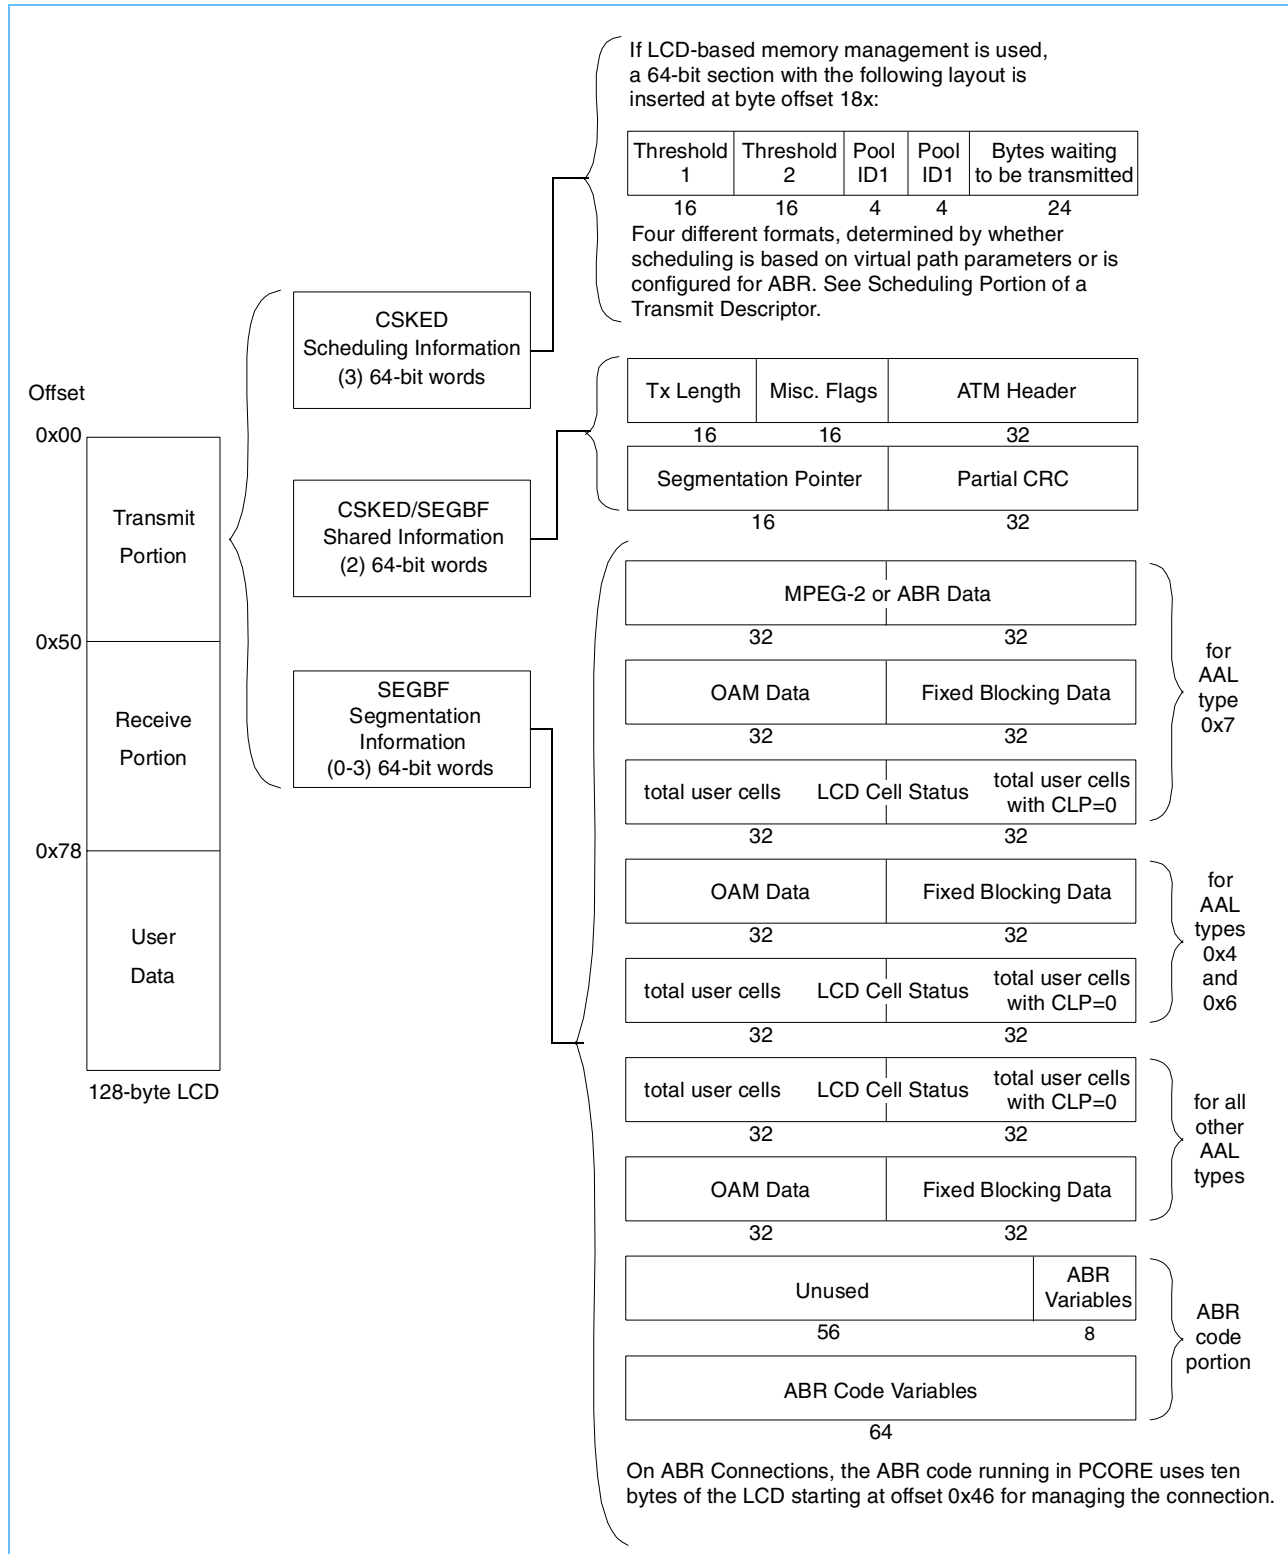 If LCD-based memory management is used,
a 64-bit section with the following layout is
inserted at byte offset 18x:
Threshold 1
Threshold 2
Pool ID1
Pool ID1
Bytes waiting to be transmitted
16 16 4 4 24
Four different formats, determined by whether
scheduling is based on virtual path parameters or is
configured for ABR. See Scheduling Portion of a
Transmit Descriptor.
Offset
0x00
Transmit
Portion
0x50
Receive
Portion
0x78
User
Data
128-byte LCD
CSKED
Scheduling Information
(3) 64-bit words
CSKED/SEGBF
Shared Information
(2) 64-bit words
SEGBF
Segmentation
Information
(0-3) 64-bit words
Tx Length Misc. Flags ATM Header
16 16 32
Segmentation Pointer Partial CRC
16 32
MPEG-2 or ABR Data
32 32
OAM Data Fixed Blocking Data
32 32
total user cells LCD Cell Status total user cells
with CLP=0
32 32
for
AAL
type
0x7
OAM Data Fixed Blocking Data
32 32
total user cells LCD Cell Status total user cells
with CLP=0
32 32
for
AAL
types
0x4
and
0x6
total user cells LCD Cell Status total user cells
with CLP=0
32 32
OAM Data Fixed Blocking Data
32 32
for all
other
AAL
types
Unused ABR
Variables
56 8
ABR Code Variables
64
ABR
code
portion
On ABR Connections, the ABR code running in PCORE uses ten
bytes of the LCD starting at offset 0x46 for managing the connection.